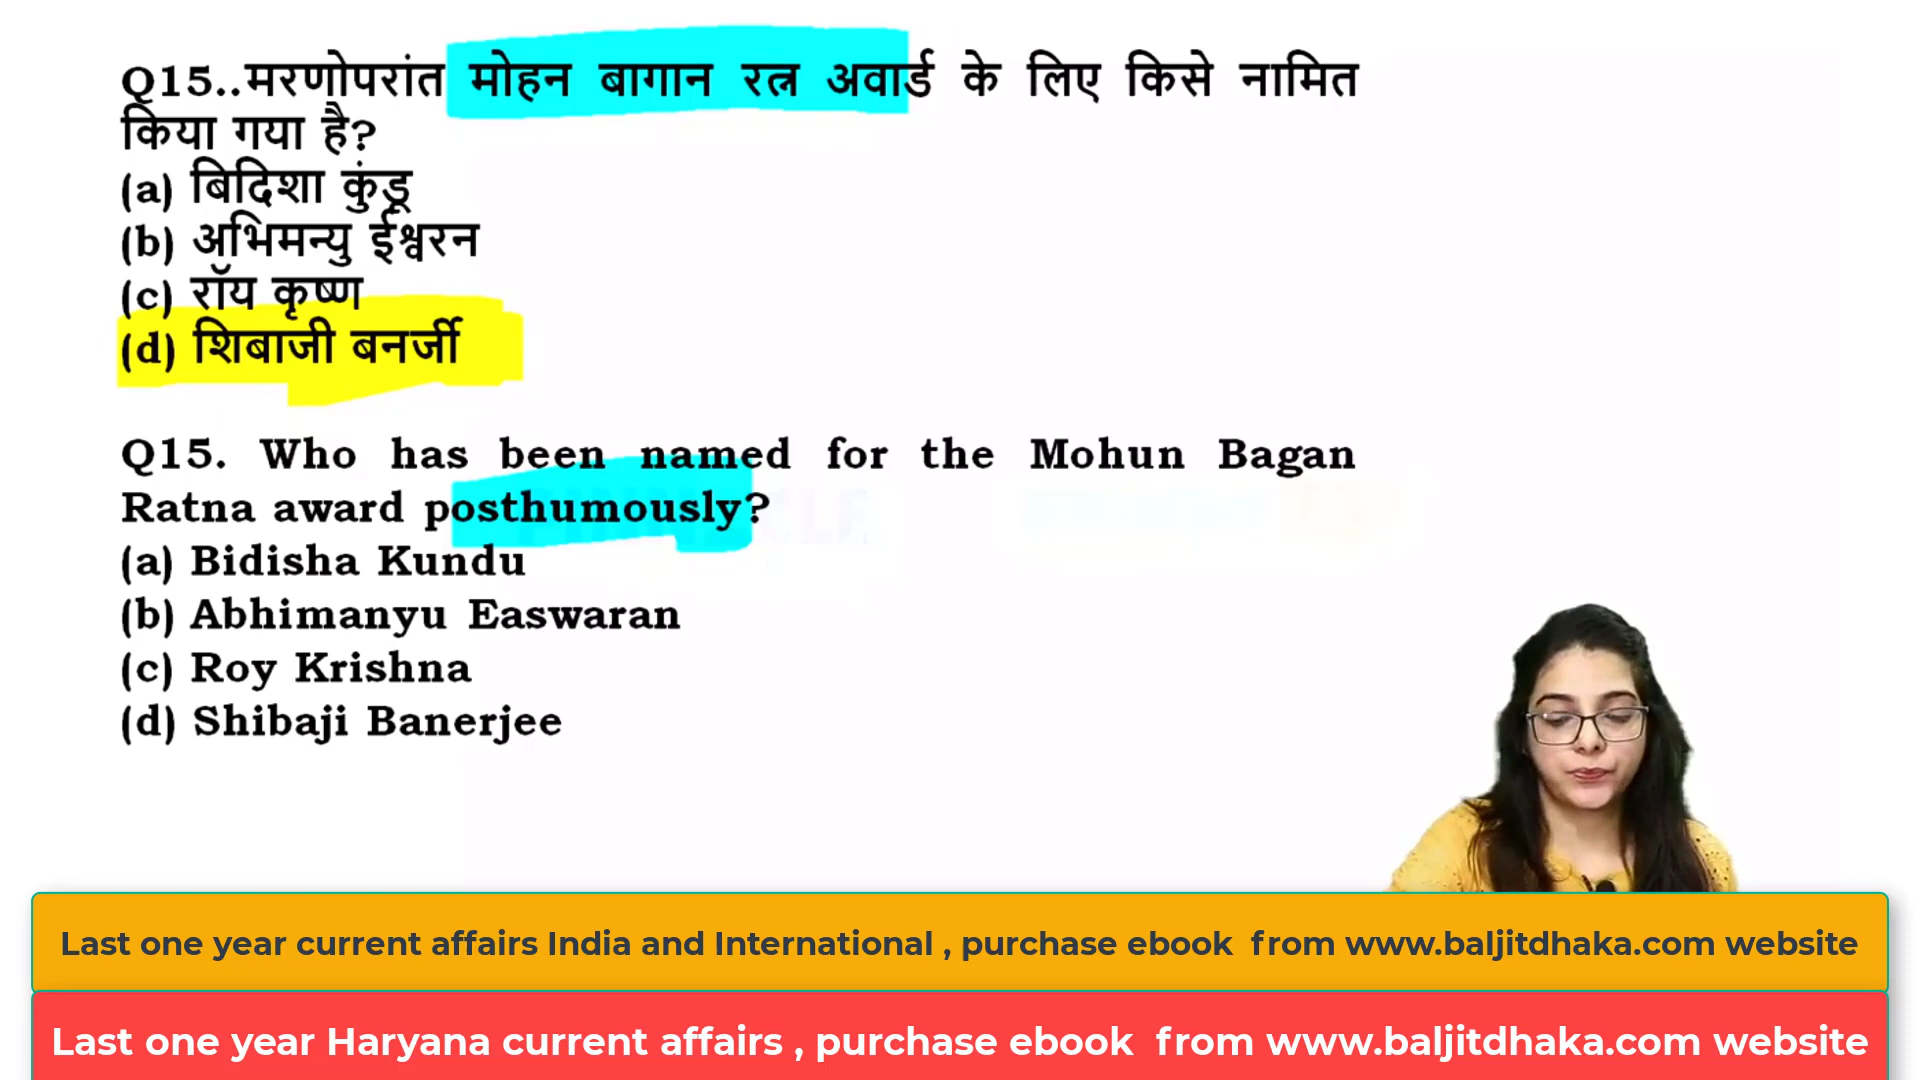 Q15..मरणोपरांत मोहन बागान रत्न अवार्ड के लिए किसे नामित
किया गया है?
(a) बिदिशा कुंडू
(b) अभिमन्यु ईश्वरन
(c) रॉय कृष्ण
(d) शिबाजी बनर्जी
Q15. Who has been named for the Mohun Bagan
Ratna award posthumously?
(a) Bidisha Kundu
(b) Abhimanyu Easwaran
(c) Roy Krishna
(d) Shibaji Banerjee
Last one year current affairs India and International , purchase ebook from www.baljitdhaka.com website
Last one year Haryana current affairs , purchase ebook from www.baljitdhaka.com website